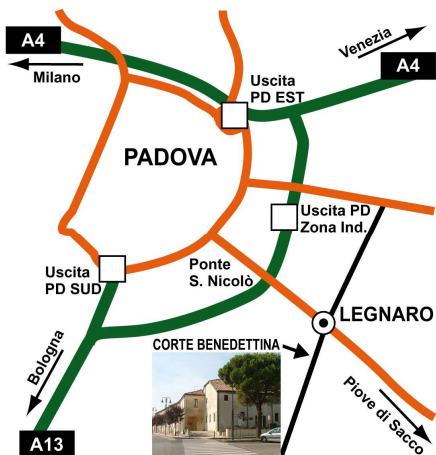 A4
Milano
Venezia
A4
Uscita
PD EST
PADOVA
Uscita PD
Zona Ind.
Uscita
PD SUD
Ponte
S. Nicolò
LEGNARO
CORTE BENEDETTINA
Bologna
Piove di Sacco
A13